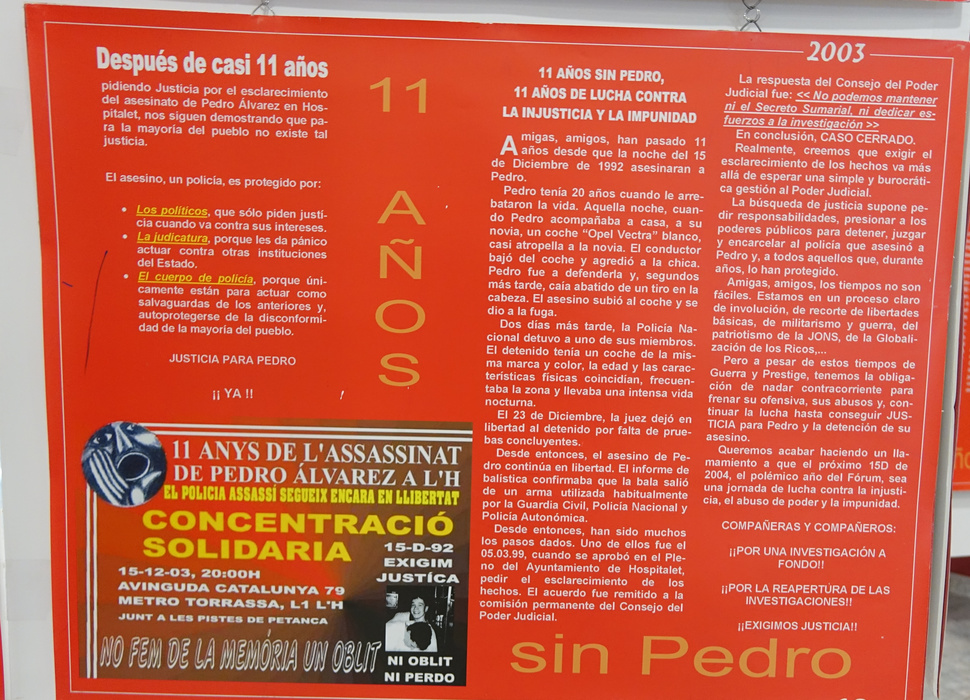 2003
Después de casi 11 años
pidiendo Justicia por el esclarecimiento
del asesinato de Pedro Álvarez en Hos-
pitalet, nos siguen demostrando que pa-
ra la mayoría del pueblo no existe tal
justicia.
El asesino, un policía, es protegido por:
• Los políticos, que sólo piden justi-
cia cuando va contra sus intereses.
• La judicatura, porque les da pánico
actuar contra otras instituciones
del Estado.
• El cuerpo de policía, porque úni-
camente están para actuar como
salvaguardas de los anteriores y,
autoprotegerse de la disconformi-
dad de la mayoría del pueblo.
JUSTICIA PARA PEDRO
¡¡ YA !!
11
A
Ñ
O
S
11 ANYS DE L'ASSASSINAT
DE PEDRO ÁLVAREZ A L'H
EL POLICIA ASSASSÍ SEGUEIX ENCARA EN LLIBERTAT
CONCENTRACIÓ
SOLIDARIA
15-12-03, 20:00H
AVINGUDA CATALUNYA 79
METRO TORRASSA, L1 L'H
JUNT A LES PISTES DE PETANCA
15-D-92
EXIGIM
JUSTÍCA
NO FEM DE LA MEMÒRIA UN OBLIT
NI OBLIT
NI PERDO
11 AÑOS SIN PEDRO,
11 AÑOS DE LUCHA CONTRA
LA INJUSTICIA Y LA IMPUNIDAD
Amigas, amigos, han pasado 11
años desde que la noche del 15
de Diciembre de 1992 asesinaran a
Pedro.
Pedro tenía 20 años cuando le arre-
bataron la vida. Aquella noche, cuan-
do Pedro acompañaba a casa, a su
novia, un coche "Opel Vectra" blanco,
casi atropella a la novia. El conductor
bajó del coche y agredió a la chica.
Pedro fue a defenderla y, segundos
más tarde, caía abatido de un tiro en la
cabeza. El asesino subió al coche y se
dio a la fuga.
Dos días más tarde, la Policía Na-
cional detuvo a uno de sus miembros.
El detenido tenía un coche de la mis-
ma marca y color, la edad y las carac-
terísticas físicas coincidian, frecuen-
taba la zona y llevaba una intensa vida
nocturna.
El 23 de Diciembre, la juez dejó en
libertad al detenido por falta de prue-
bas concluyentes.
Desde entonces, el asesino de Pe-
dro continúa en libertad. El informe de
balística confirmaba que la bala salió
de un arma utilizada habitualmente
por la Guardia Civil, Policía Nacional y
Policía Autonómica.
Desde entonces, han sido muchos
los pasos dados. Uno de ellos fue el
05.03.99, cuando se aprobó en el Ple-
no del Ayuntamiento de Hospitalet,
pedir el esclarecimiento de los
hechos. El acuerdo fue remitido a la
comisión permanente del Consejo del
Poder Judicial.
La respuesta del Consejo del Poder
Judicial fue: << No podemos mantener
ni el Secreto Sumarial, ni dedicar es-
fuerzos a la investigación >>
En conclusión, CASO CERRADO.
Realmente, creemos que exigir el
esclarecimiento de los hechos va más
allá de esperar una simple y burocráti-
ca gestión al Poder Judicial.
La búsqueda de justicia supone pe-
dir responsabilidades, presionar a los
poderes públicos para detener, juzgar
y encarcelar al policía que asesinó a
Pedro y, a todos aquellos que, durante
años, lo han protegido.
Amigas, amigos, los tiempos no son
fáciles. Estamos en un proceso claro
de involución, de recorte de libertades
básicas, de militarismo y guerra, del
patriotismo de la JONS, de la Globali-
zación de los Ricos,...
Pero a pesar de estos tiempos de
Guerra y Prestige, tenemos la obliga-
ción de nadar contracorriente para
frenar su ofensiva, sus abusos y, con-
tinuar la lucha hasta conseguir JUS-
TICIA para Pedro y la detención de su
asesino.
Queremos acabar haciendo un lla-
mamiento a que el próximo 15D de
2004, el polémico año del Fórum, sea
una jornada de lucha contra la injusti-
cia, el abuso de poder y la impunidad.
COMPAÑERAS Y COMPAÑEROS:
¡¡POR UNA INVESTIGACIÓN A
FONDO!!
¡¡POR LA REAPERTÚRA DE LAS
INVESTIGACIONES!!
¡¡EXIGIMOS JUSTICIA!!
sin Pedro